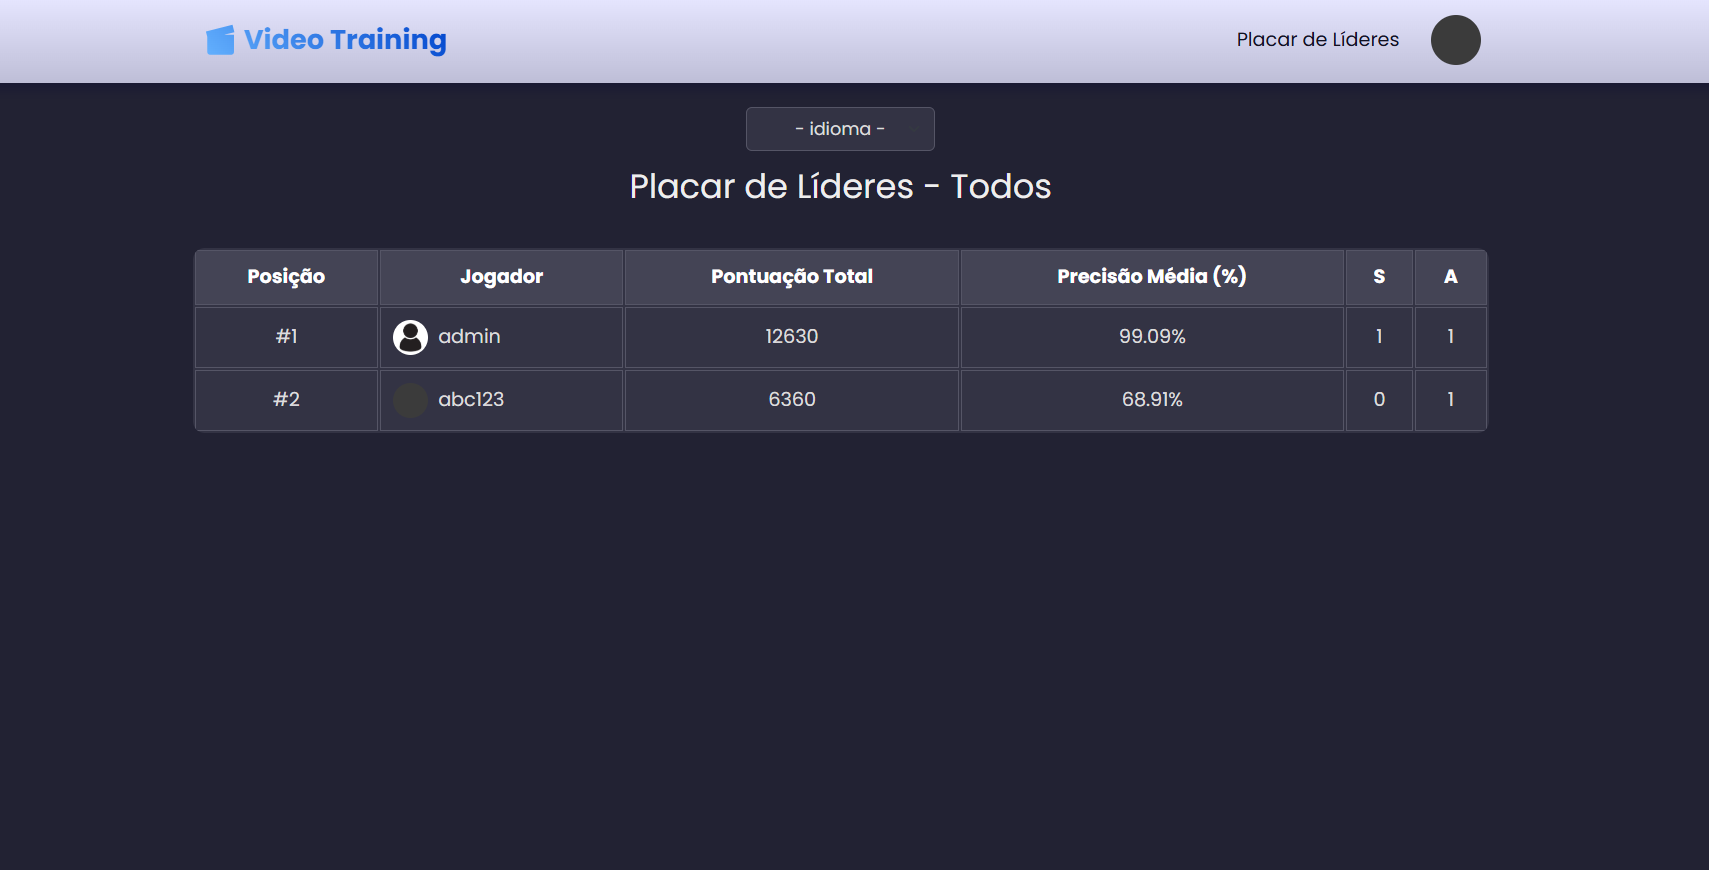 Video Training
Placar de Líderes
- idioma -
Placar de Líderes - Todos
Posição Jogador Pontuação Total Precisão Média (%) S A
#1 admin 12630 99.09% 1 1
#2 abc123 6360 68.91% 0 1